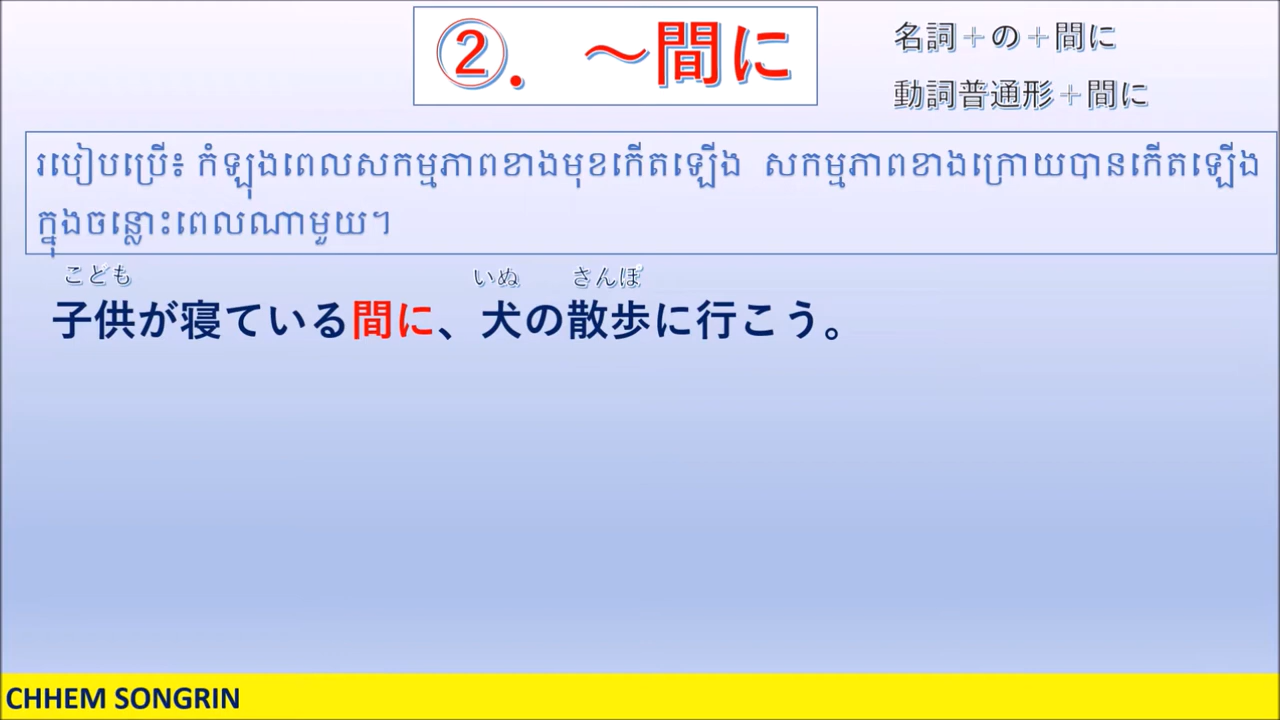 ②. ～間に
名詞＋の＋間に
動詞普通形＋間に
របៀបប្រើ៖ កំឡុងពេលសកម្មភាពខាងមុខកើតឡើង សកម្មភាពខាងក្រោយបានកើតឡើង
ក្នុងចន្លោះពេលណាមួយ។
こども いぬ さんぽ
子供が寝ている間に、犬の散歩に行こう。
CHHEM SONGRIN